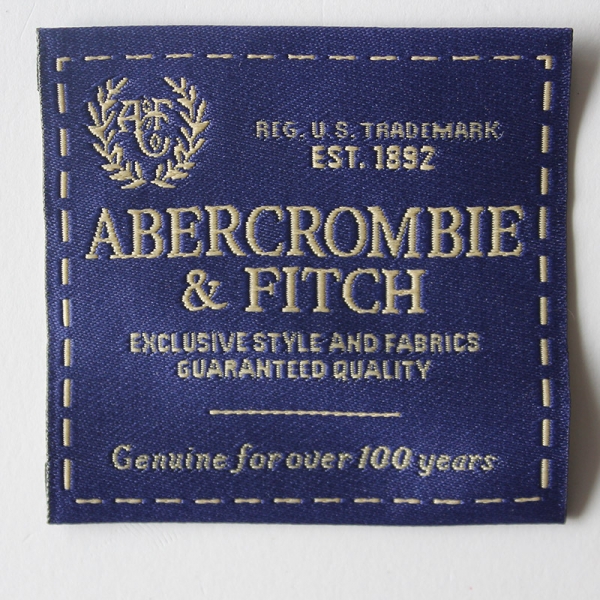 A&F
REG. U.S. TRADEMARK
EST. 1892
ABERCROMBIE
& FITCH
EXCLUSIVE STYLE AND FABRICS
GUARANTEED QUALITY
Genuine for over 100 years